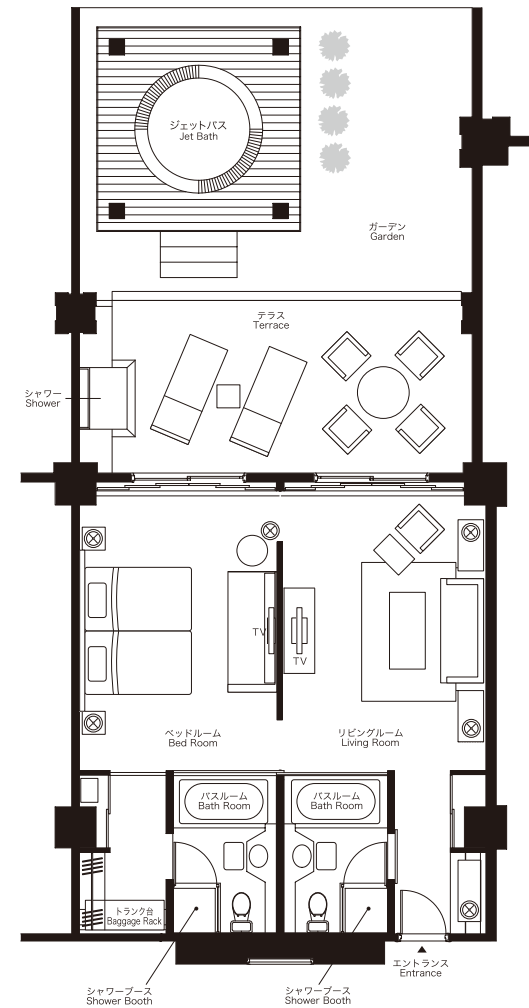 ジェットバス
Jet Bath
ガーデン
Garden
テラス
Terrace
シャワー
Shower
TV
TV
ベッドルーム
Bed Room
リビングルーム
Living Room
バスルーム
Bath Room
バスルーム
Bath Room
トランク台
Baggage Rack
エントランス
Entrance
シャワーブース
Shower Booth
シャワーブース
Shower Booth